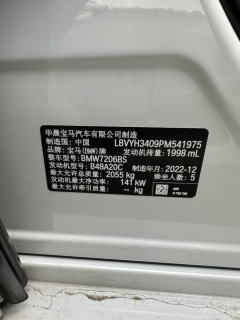 华晨宝马汽车有限公司制造
制造国: 中国 LBVYH3409PM541975
品牌: 宝马(BMW)牌 发动机排量: 1998 mL
整车型号: BMW7206BS
发动机型号: B48A20C 制造年月: 2022-12
最大允许总质量: 2055 kg 乘坐人数: 5
发动机最大净功率: 141 kW
最大允许牵引质量: -- kg